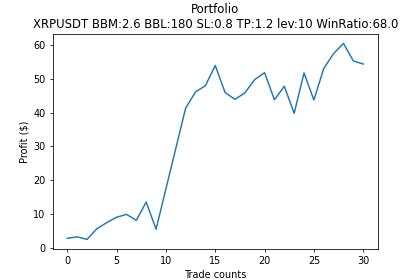 Portfolio
XRPUSDT BBM:2.6 BBL:180 SL:0.8 TP:1.2 lev:10 WinRatio:68.0
60
50
40
30
20
10
0
Profit ($)
0 5 10 15 20 25 30
Trade counts